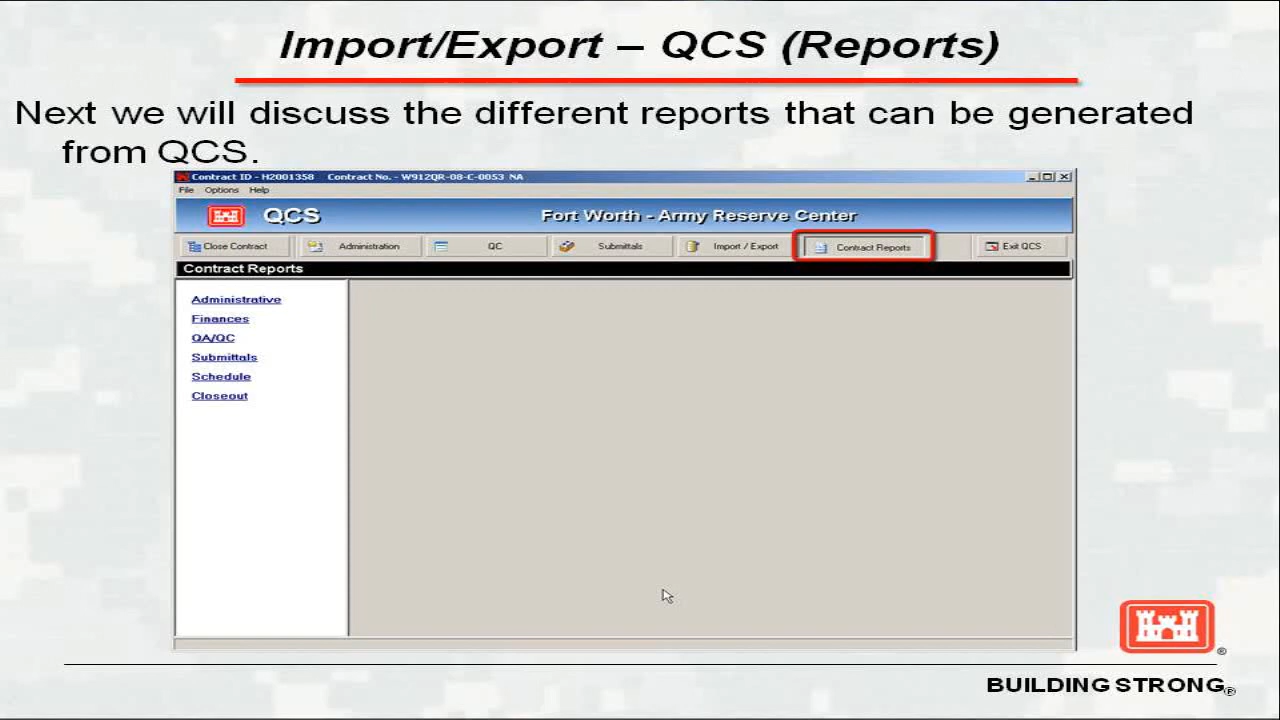 Import/Export – QCS (Reports)
Next we will discuss the different reports that can be generated
from QCS.
Contract ID - H2001358 Contract No. - W912QR-08-C-0053 NA
File Options Help
QCS Fort Worth - Army Reserve Center
Close Contract Administration QC Submittals Import / Export Contract Reports Exit QCS
Contract Reports
Administrative
Finances
QA/QC
Submittals
Schedule
Closeout
®
BUILDING STRONG®